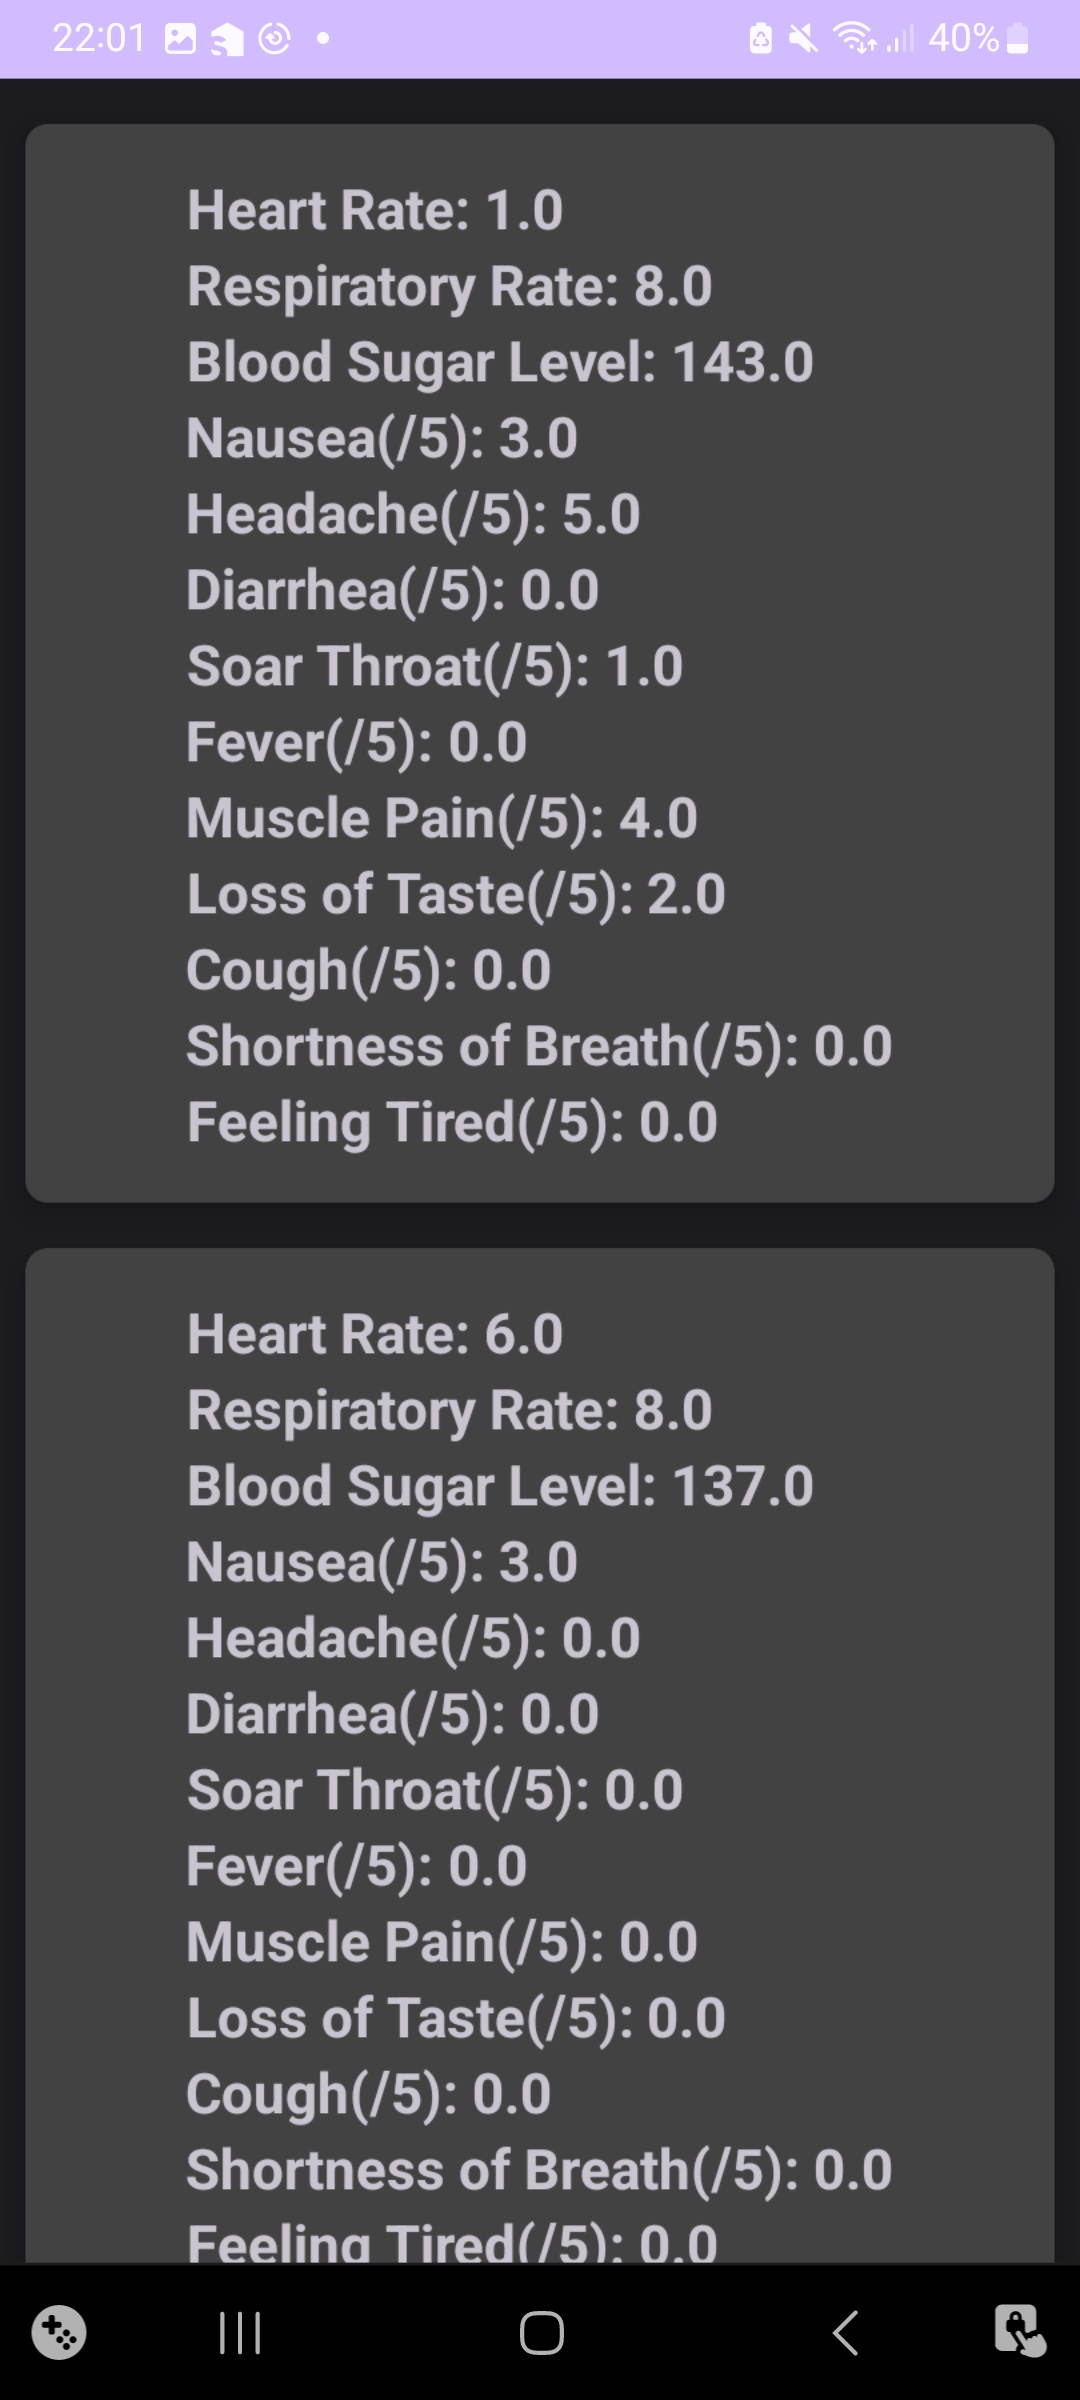 22:01
40%
Heart Rate: 1.0
Respiratory Rate: 8.0
Blood Sugar Level: 143.0
Nausea(/5): 3.0
Headache(/5): 5.0
Diarrhea(/5): 0.0
Soar Throat(/5): 1.0
Fever(/5): 0.0
Muscle Pain(/5): 4.0
Loss of Taste(/5): 2.0
Cough(/5): 0.0
Shortness of Breath(/5): 0.0
Feeling Tired(/5): 0.0
Heart Rate: 6.0
Respiratory Rate: 8.0
Blood Sugar Level: 137.0
Nausea(/5): 3.0
Headache(/5): 0.0
Diarrhea(/5): 0.0
Soar Throat(/5): 0.0
Fever(/5): 0.0
Muscle Pain(/5): 0.0
Loss of Taste(/5): 0.0
Cough(/5): 0.0
Shortness of Breath(/5): 0.0
Feeling Tired(/5): 0.0